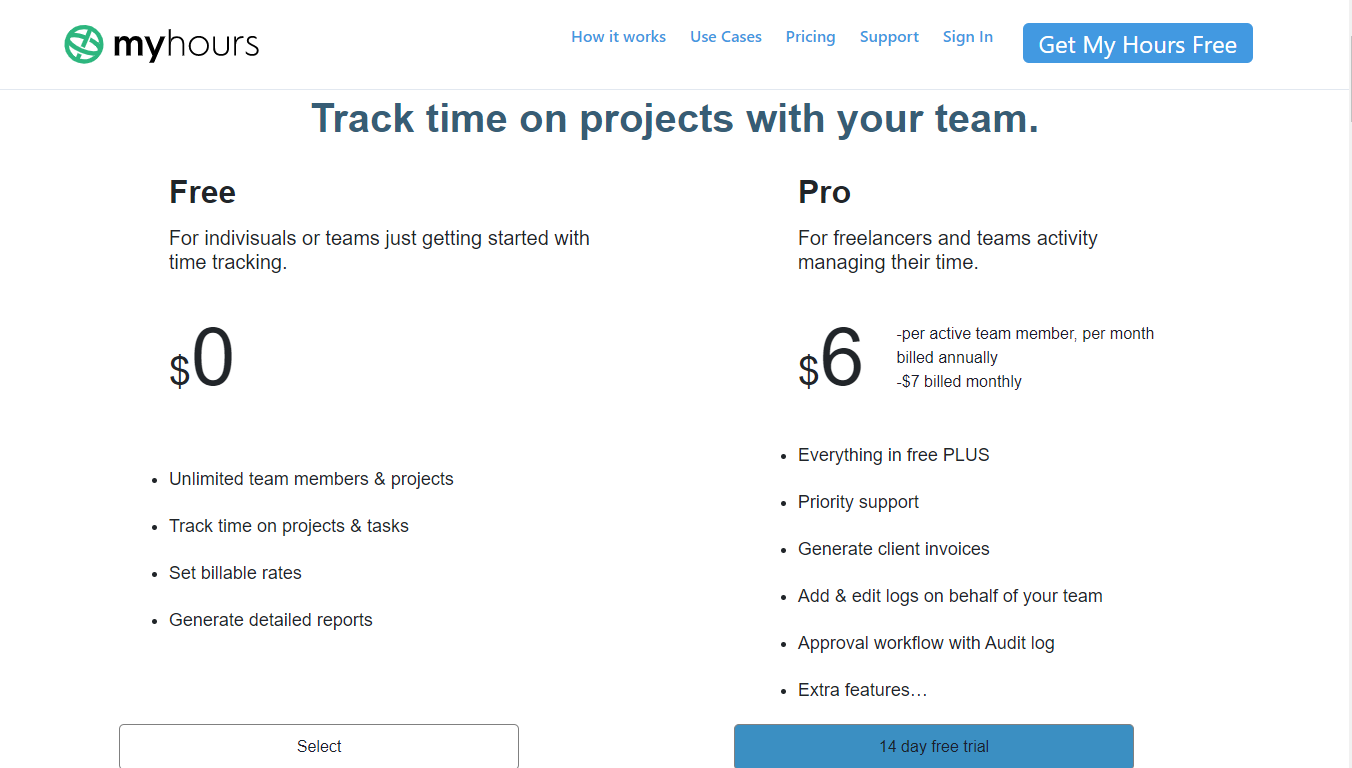 myhours
How it works
Use Cases
Pricing
Support
Sign In
Get My Hours Free
Track time on projects with your team.
Free
For indivisuals or teams just getting started with
time tracking.
$0
Unlimited team members & projects
Track time on projects & tasks
Set billable rates
Generate detailed reports
Select
Pro
For freelancers and teams activity
managing their time.
$6
-per active team member, per month
billed annually
-$7 billed monthly
Everything in free PLUS
Priority support
Generate client invoices
Add & edit logs on behalf of your team
Approval workflow with Audit log
Extra features…
14 day free trial